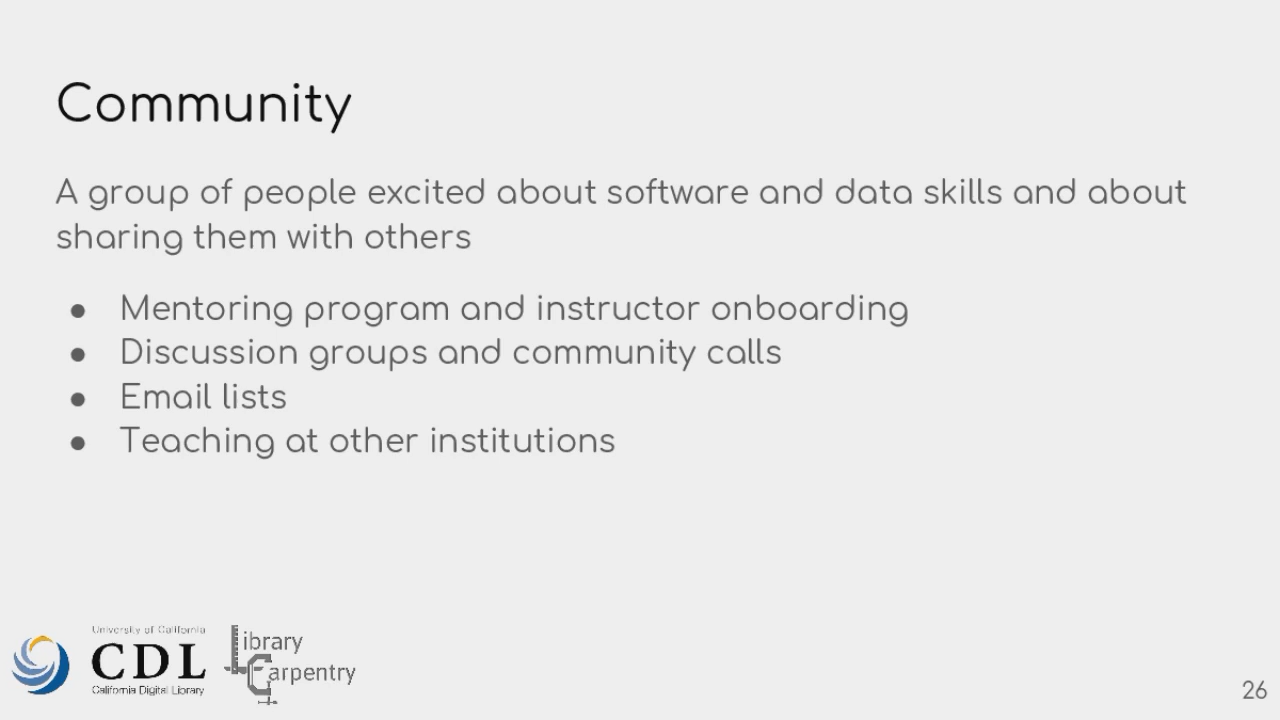 Community
A group of people excited about software and data skills and about
sharing them with others
● Mentoring program and instructor onboarding
● Discussion groups and community calls
● Email lists
● Teaching at other institutions
University of California
CDL
California Digital Library
Library
Carpentry
26